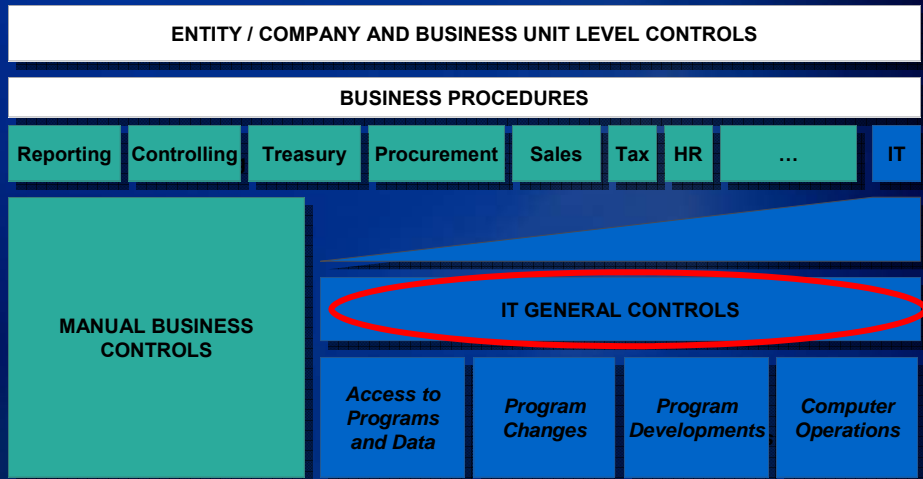 ENTITY / COMPANY AND BUSINESS UNIT LEVEL CONTROLS
BUSINESS PROCEDURES
Reporting Controlling Treasury Procurement Sales Tax HR … IT
MANUAL BUSINESS
CONTROLS
IT GENERAL CONTROLS
Access to
Programs
and Data
Program
Changes
Program
Developments
Computer
Operations